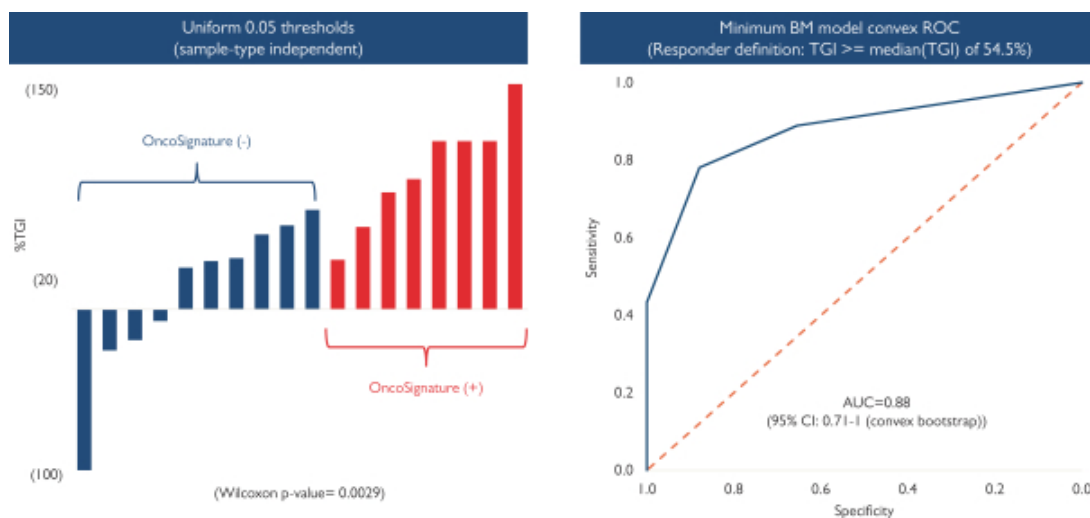 Uniform 0.05 thresholds
(sample-type independent)
(150)
OncoSignature (-)
%TGI
(20)
OncoSignature (+)
(100)
(Wilcoxon p-value= 0.0029)
Minimum BM model convex ROC
(Responder definition: TGI >= median(TGI) of 54.5%)
1.0
0.8
0.6
Sensitivity
0.4
0.2
AUC=0.88
(95% CI: 0.71-1 (convex bootstrap))
0.0
1.0 0.8 0.6 0.4 0.2 0.0
Specificity